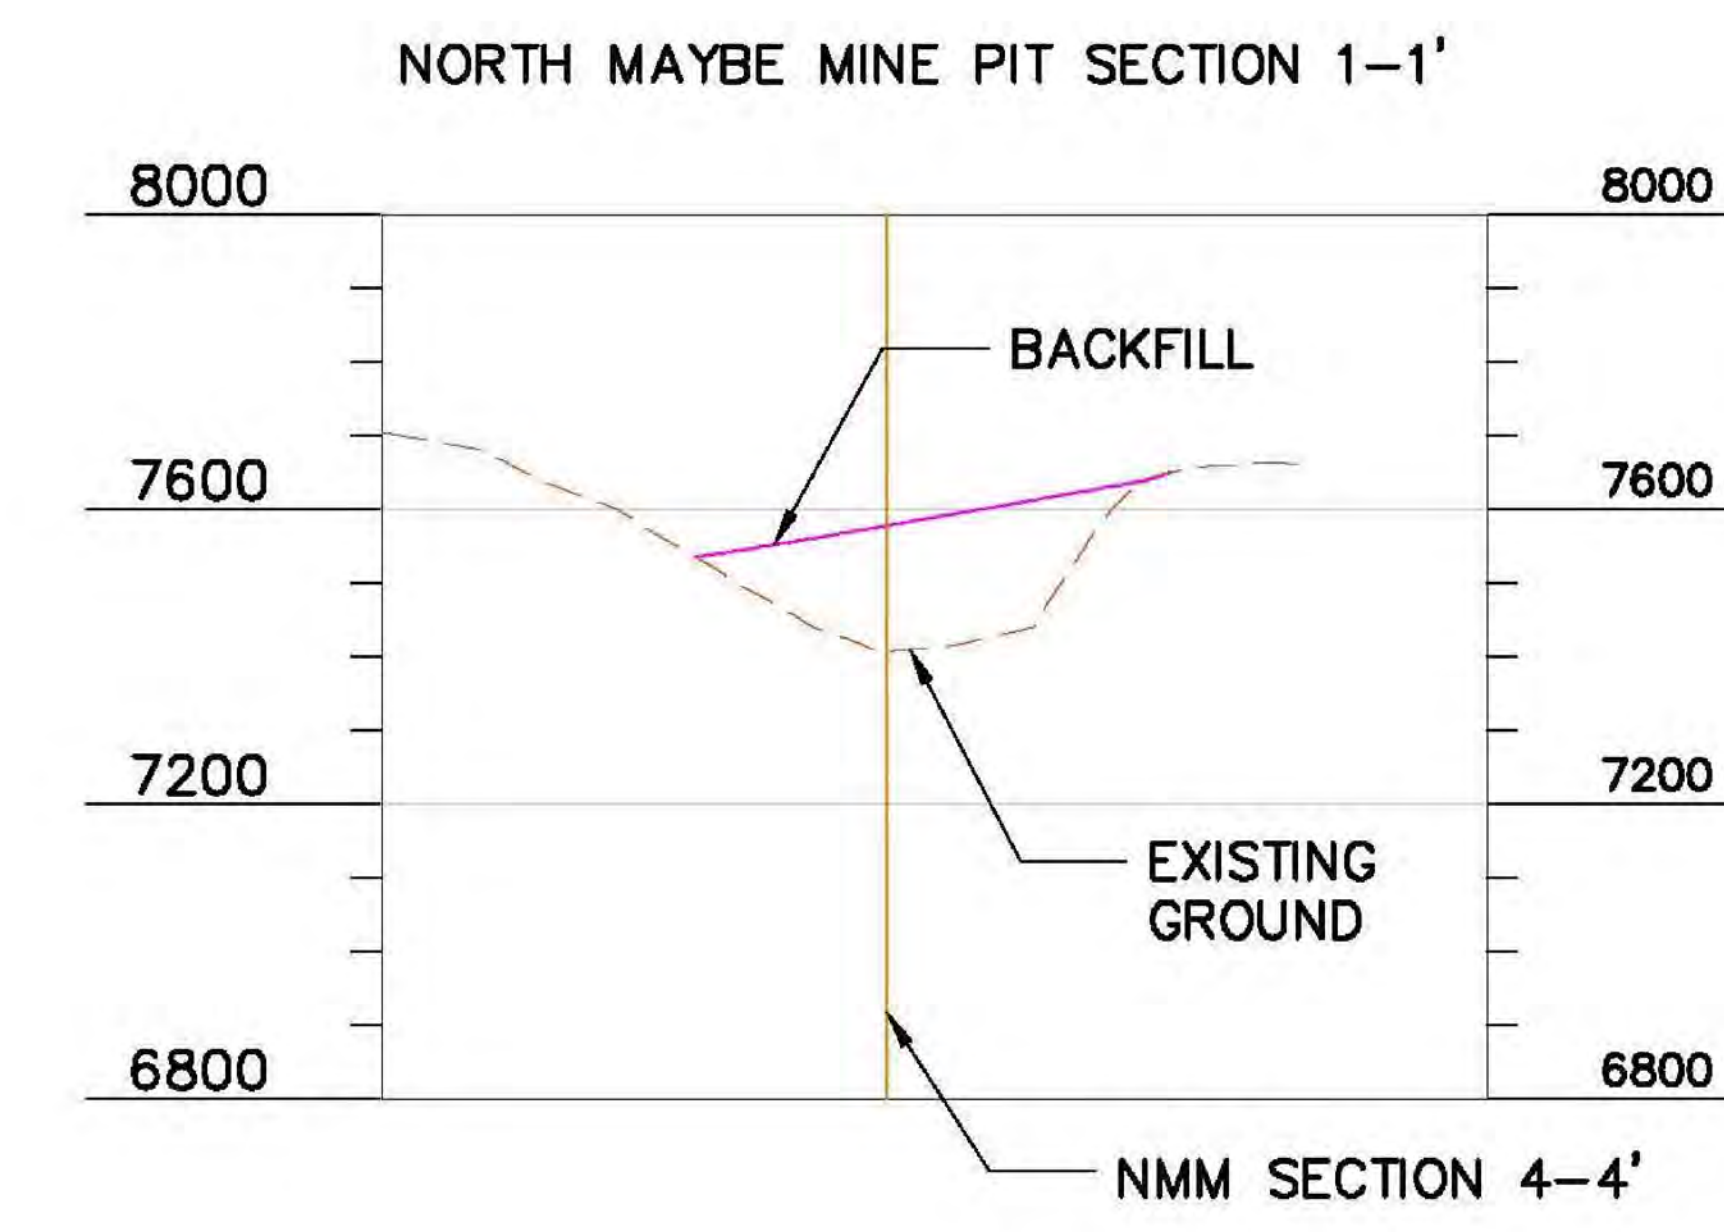 NORTH MAYBE MINE PIT SECTION 1–1'
8000
8000
BACKFILL
7600
7600
7200
7200
EXISTING
GROUND
6800
6800
NMM SECTION 4–4'